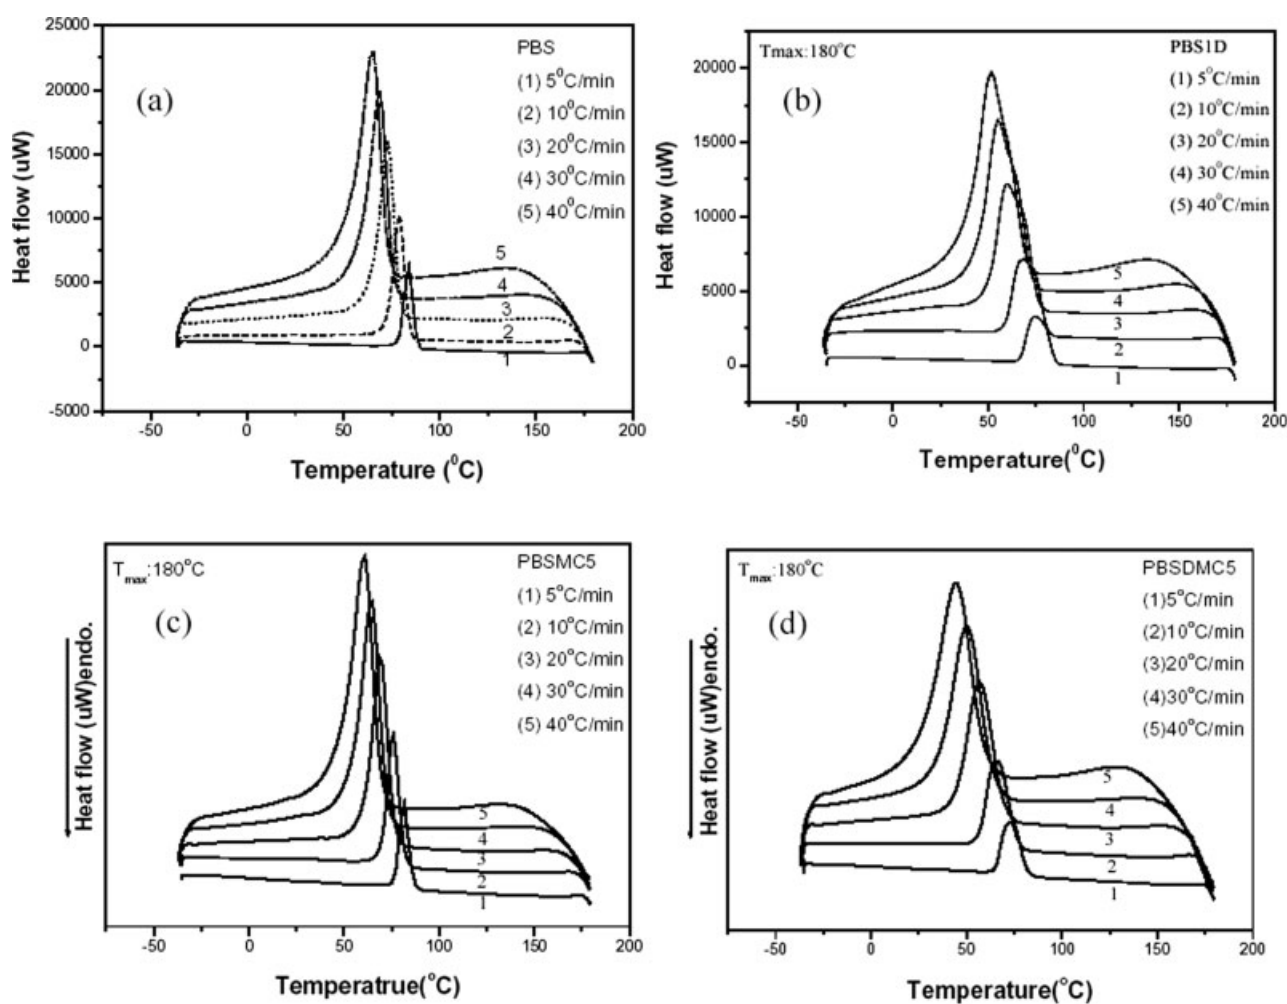 PBS
(1) 5⁰C/min
(2) 10⁰C/min
(3) 20⁰C/min
(4) 30⁰C/min
(5) 40⁰C/min
(a)
25000
20000
15000
10000
5000
0
-5000
Heat flow (uW)
5
4
3
2
1
-50 0 50 100 150 200
Temperature (⁰C)
Tmax:180°C
PBS1D
(1) 5°C/min
(2) 10°C/min
(3) 20°C/min
(4) 30°C/min
(5) 40°C/min
(b)
20000
15000
10000
5000
0
Heat flow (uW)
5
4
3
2
1
-50 0 50 100 150 200
Temperature(⁰C)
Tmax:180°C
PBSMC5
(1) 5°C/min
(2) 10°C/min
(3) 20°C/min
(4) 30°C/min
(5) 40°C/min
(c)
Heat flow (uW)endo.
5
4
3
2
1
-50 0 50 100 150 200
Temperatrue(°C)
Tmax:180°C
PBSDMC5
(1)5°C/min
(2)10°C/min
(3)20°C/min
(4)30°C/min
(5)40°C/min
(d)
Heat flow (uW)endo.
5
4
3
2
1
-50 0 50 100 150 200
Temperature(°C)